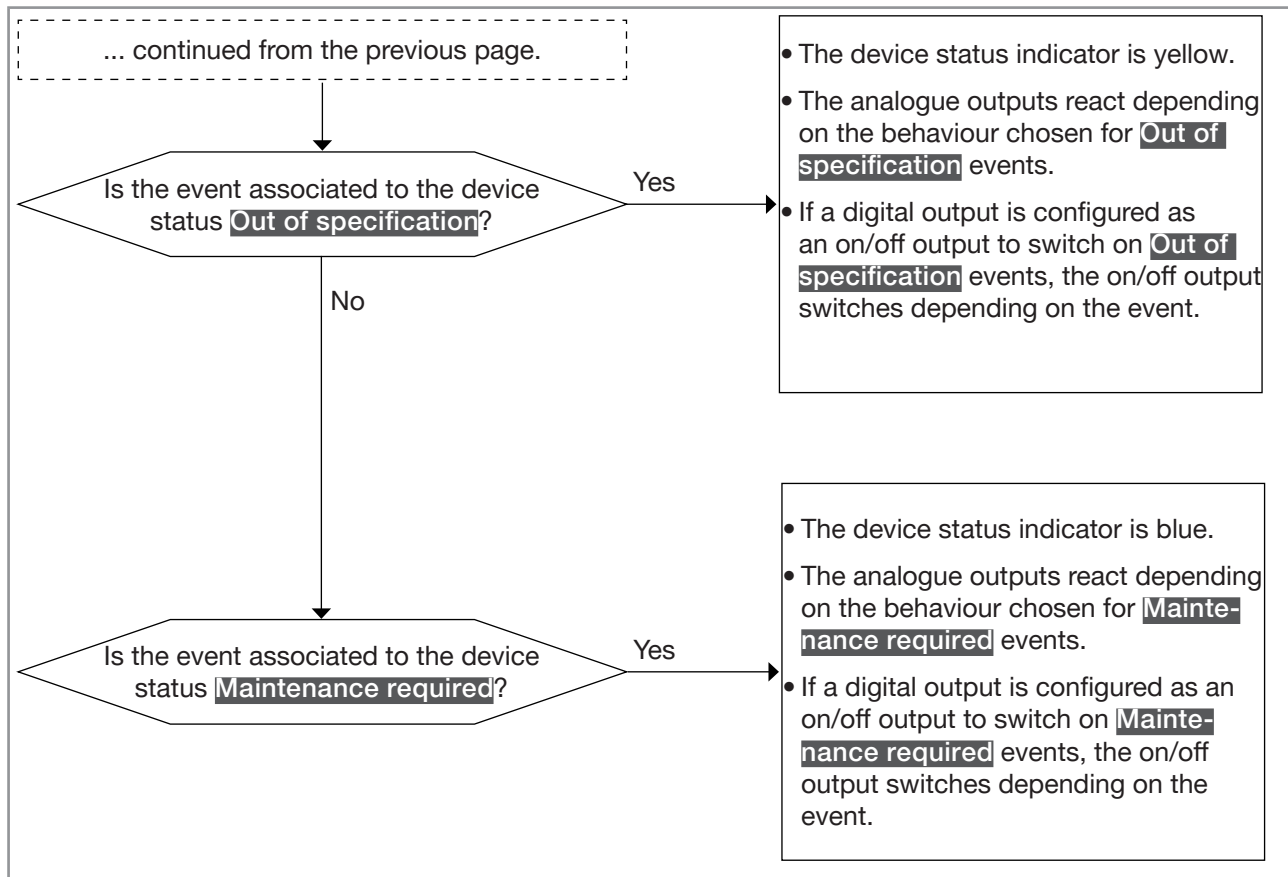 ... continued from the previous page.
Is the event associated to the device
status Out of specification?
Yes
• The device status indicator is yellow.
• The analogue outputs react depending
on the behaviour chosen for Out of
specification events.
• If a digital output is configured as
an on/off output to switch on Out of
specification events, the on/off output
switches depending on the event.
No
Is the event associated to the device
status Maintenance required?
Yes
• The device status indicator is blue.
• The analogue outputs react depending
on the behaviour chosen for Mainte-
nance required events.
• If a digital output is configured as an
on/off output to switch on Mainte-
nance required events, the on/off
output switches depending on the
event.